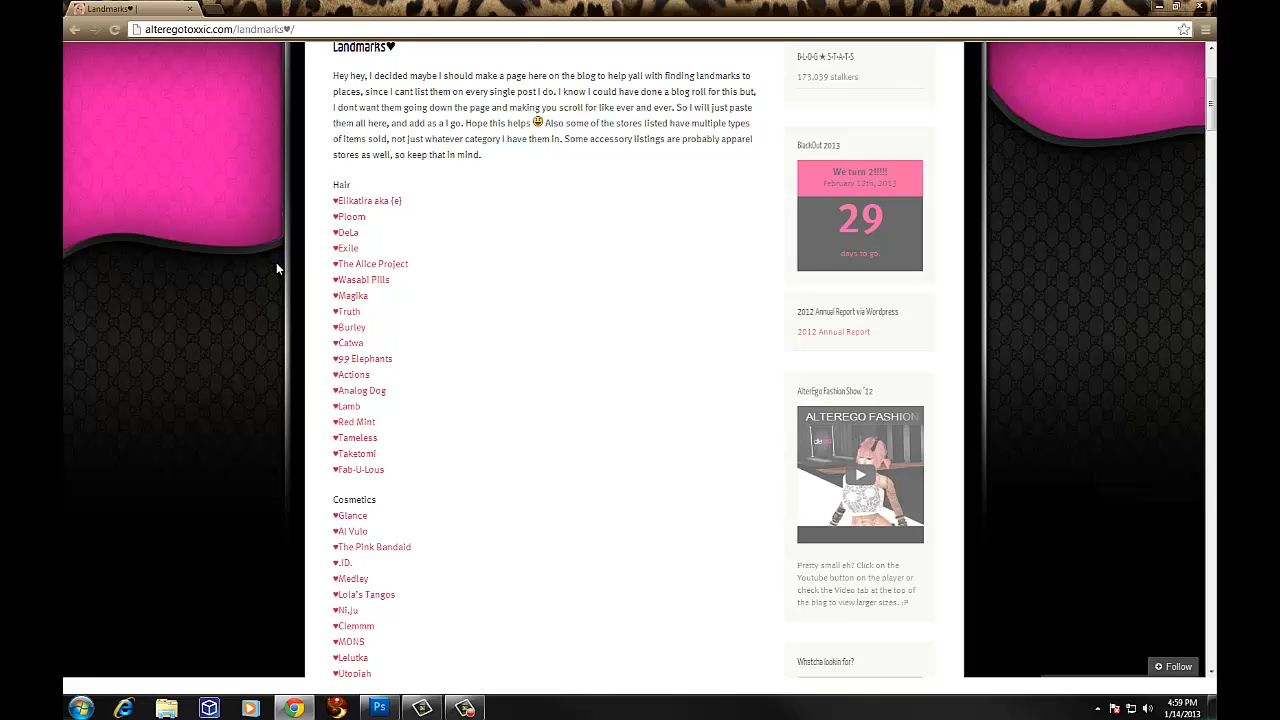 Landmarks♥ |
alteregotoxxic.com/landmarks♥/
Landmarks♥
Hey hey, I decided maybe I should make a page here on the blog to help yall with finding landmarks to
places, since I cant list them on every single post I do. I know I could have done a blog roll for this but,
I dont want them going down the page and making you scroll for like ever and ever. So I will just paste
them all here, and add as a I go. Hope this helps 😀 Also some of the stores listed have multiple types
of items sold, not just whatever category I have them in. Some accessory listings are probably apparel
stores as well, so keep that in mind.
Hair
♥Elikatira aka {e}
♥Ploom
♥DeLa
♥Exile
♥The Alice Project
♥Wasabi Pills
♥Magika
♥Truth
♥Burley
♥Catwa
♥99 Elephants
♥Actions
♥Analog Dog
♥Lamb
♥Red Mint
♥Tameless
♥Taketomi
♥Fab-U-Lous
Cosmetics
♥Glance
♥Al Vulo
♥The Pink Bandaid
♥.ID.
♥Medley
♥Lola's Tangos
♥Ni.Ju
♥Clemmm
♥MONS
♥Lelutka
♥Utopiah
B•L•O•G ★ S•T•A•T•S
173,039 stalkers
BackOut 2013
We turn 2!!!!!
February 12th, 2013
29
days to go.
2012 Annual Report via Wordpress
2012 Annual Report
AlterEgo Fashion Show '12
ALTEREGO FASHION
Pretty small eh? Click on the
Youtube button on the player or
check the Video tab at the top of
the blog to view larger sizes. :P
Whatcha lookin for?
Follow
Ps
4:59 PM
1/14/2013